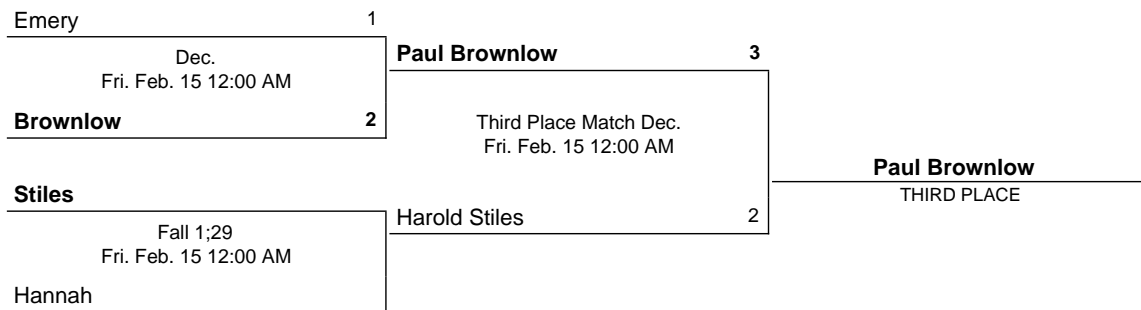 Emery 1
Dec.
Fri. Feb. 15 12:00 AM
Brownlow 2
Paul Brownlow 3
Third Place Match Dec.
Fri. Feb. 15 12:00 AM
Stiles
Fall 1;29
Fri. Feb. 15 12:00 AM
Hannah
Harold Stiles 2
Paul Brownlow
THIRD PLACE